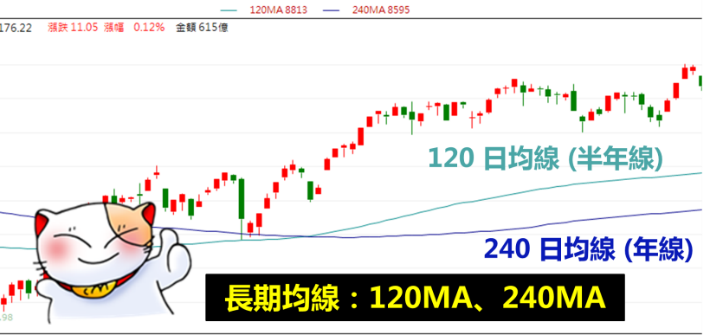 120MA 8813 240MA 8595
176.22 漲跌 11.05 漲幅 0.12% 金額 615億
120 日均線 (半年線)
240 日均線 (年線)
長期均線：120MA、240MA
.98